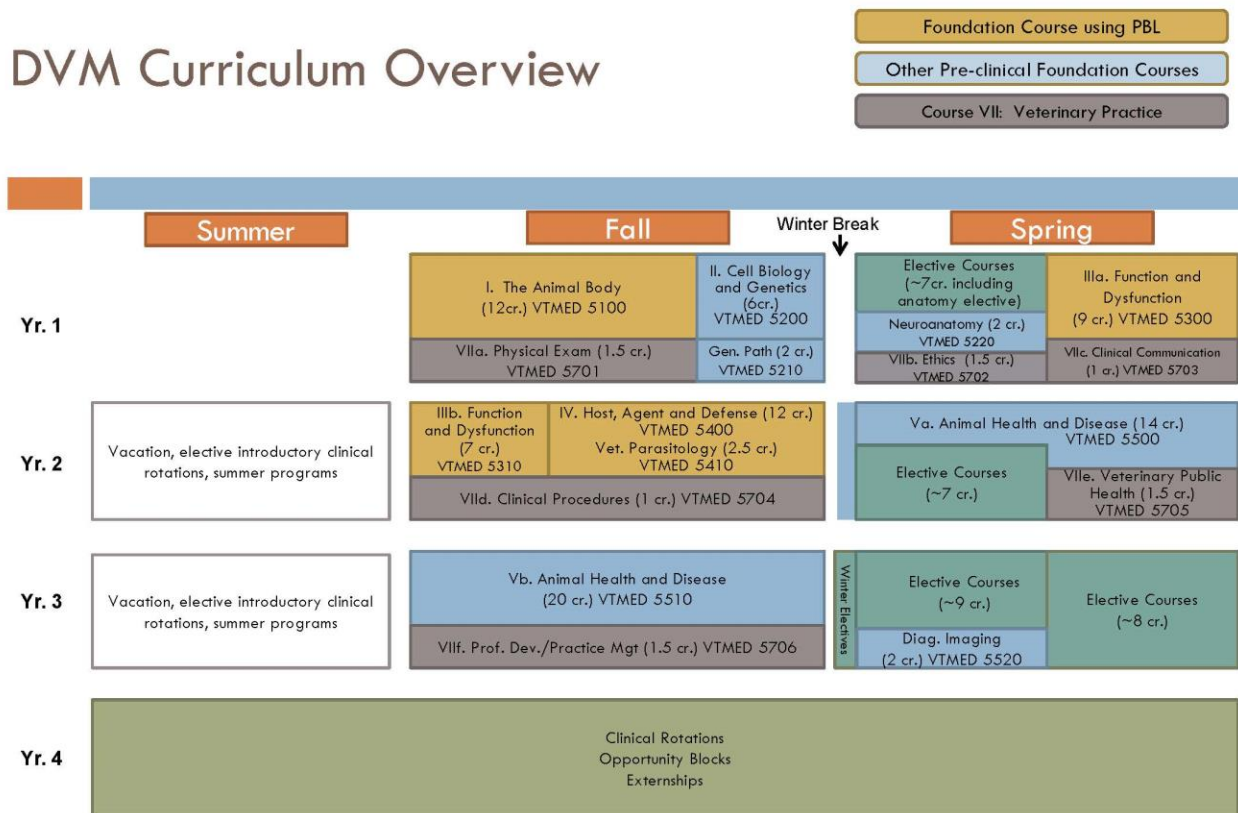 DVM Curriculum Overview
Foundation Course using PBL
Other Pre-clinical Foundation Courses
Course VII: Veterinary Practice
Summer
Fall
Winter Break
Spring
Yr. 1
I. The Animal Body
(12cr.) VTMED 5100
II. Cell Biology
and Genetics
(6cr.)
VTMED 5200
VIIa. Physical Exam (1.5 cr.)
VTMED 5701
Gen. Path (2 cr.)
VTMED 5210
Elective Courses
(~7cr. including
anatomy elective)
Neuroanatomy (2 cr.)
VTMED 5220
VIIb. Ethics (1.5 cr.)
VTMED 5702
IIIa. Function and
Dysfunction
(9 cr.) VTMED 5300
VIIc. Clinical Communication
(1 cr.) VTMED 5703
Yr. 2
Vacation, elective introductory clinical
rotations, summer programs
IIIb. Function
and Dysfunction
(7 cr.)
VTMED 5310
IV. Host, Agent and Defense (12 cr.)
VTMED 5400
Vet. Parasitology (2.5 cr.)
VTMED 5410
VIId. Clinical Procedures (1 cr.) VTMED 5704
Va. Animal Health and Disease (14 cr.)
VTMED 5500
Elective Courses
(~7 cr.)
VIIe. Veterinary Public
Health (1.5 cr.)
VTMED 5705
Yr. 3
Vacation, elective introductory clinical
rotations, summer programs
Vb. Animal Health and Disease
(20 cr.) VTMED 5510
VIIf. Prof. Dev./Practice Mgt (1.5 cr.) VTMED 5706
Winter Electives
Elective Courses
(~9 cr.)
Diag. Imaging
(2 cr.) VTMED 5520
Elective Courses
(~8 cr.)
Yr. 4
Clinical Rotations
Opportunity Blocks
Externships